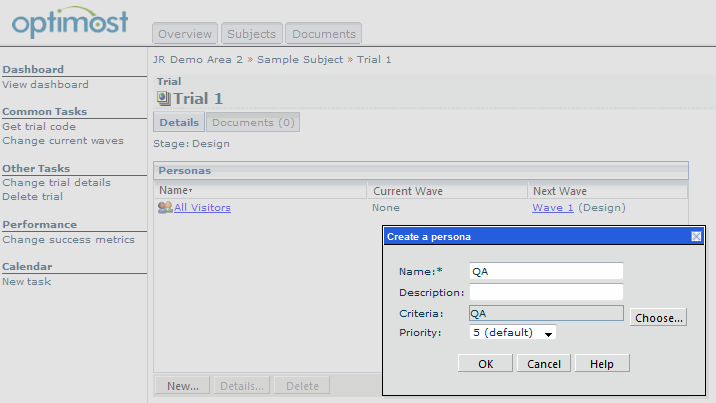 optimost
Overview Subjects Documents
JR Demo Area 2 » Sample Subject » Trial 1
Dashboard
View dashboard
Common Tasks
Get trial code
Change current waves
Other Tasks
Change trial details
Delete trial
Performance
Change success metrics
Calendar
New task
Trial
Trial 1
Details Documents (0)
Stage: Design
Personas
Name Current Wave Next Wave
All Visitors None Wave 1 (Design)
Create a persona
Name:* QA
Description:
Criteria: QA Choose...
Priority: 5 (default)
OK Cancel Help
New... Details... Delete